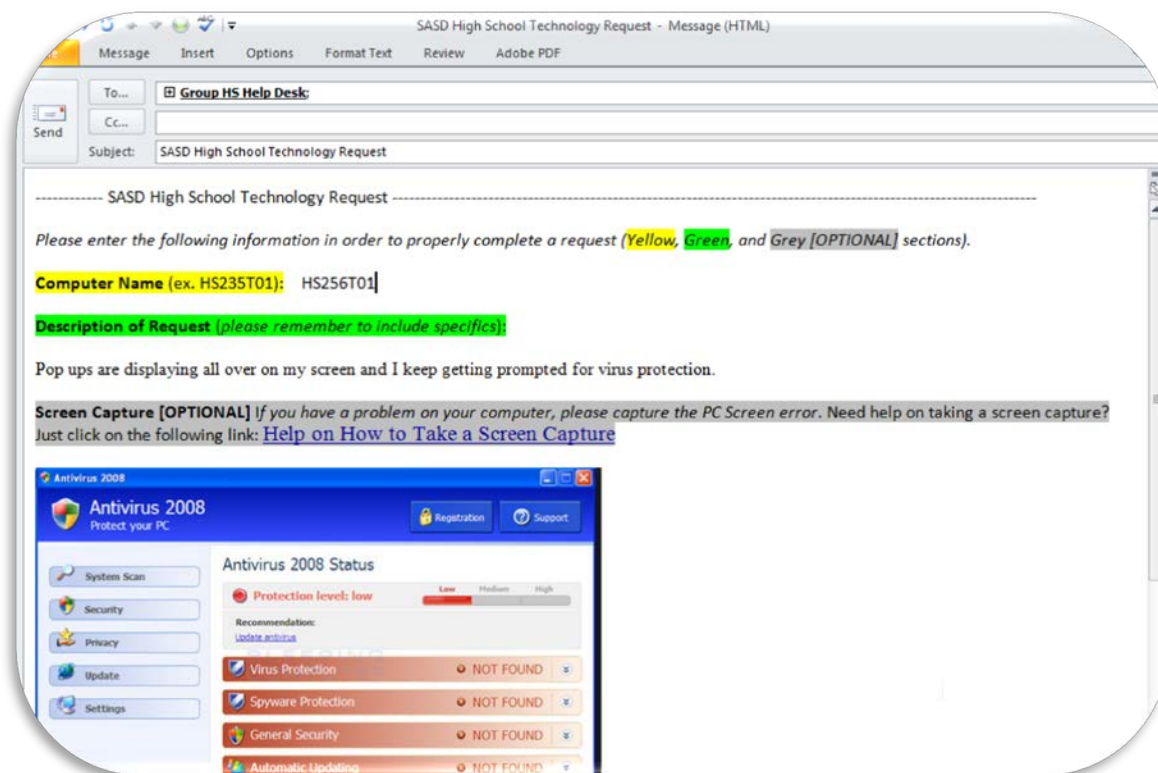 SASD High School Technology Request - Message (HTML)
Message Insert Options Format Text Review Adobe PDF
To... Group HS Help Desk;
Send
Cc...
Subject: SASD High School Technology Request
------------ SASD High School Technology Request ------------
Please enter the following information in order to properly complete a request (Yellow, Green, and Grey [OPTIONAL] sections).
Computer Name (ex. HS235T01): HS256T01
Description of Request (please remember to include specifics):
Pop ups are displaying all over on my screen and I keep getting prompted for virus protection.
Screen Capture [OPTIONAL] If you have a problem on your computer, please capture the PC Screen error. Need help on taking a screen capture?
Just click on the following link: Help on How to Take a Screen Capture
Antivirus 2008
Antivirus 2008
Protect your PC
Registration Support
System Scan
Security
Privacy
Update
Settings
Antivirus 2008 Status
Protection level: low
Low Medium High
Recommendation:
Update antivirus
Virus Protection NOT FOUND
Spyware Protection NOT FOUND
General Security NOT FOUND
Automatic Updating NOT FOUND